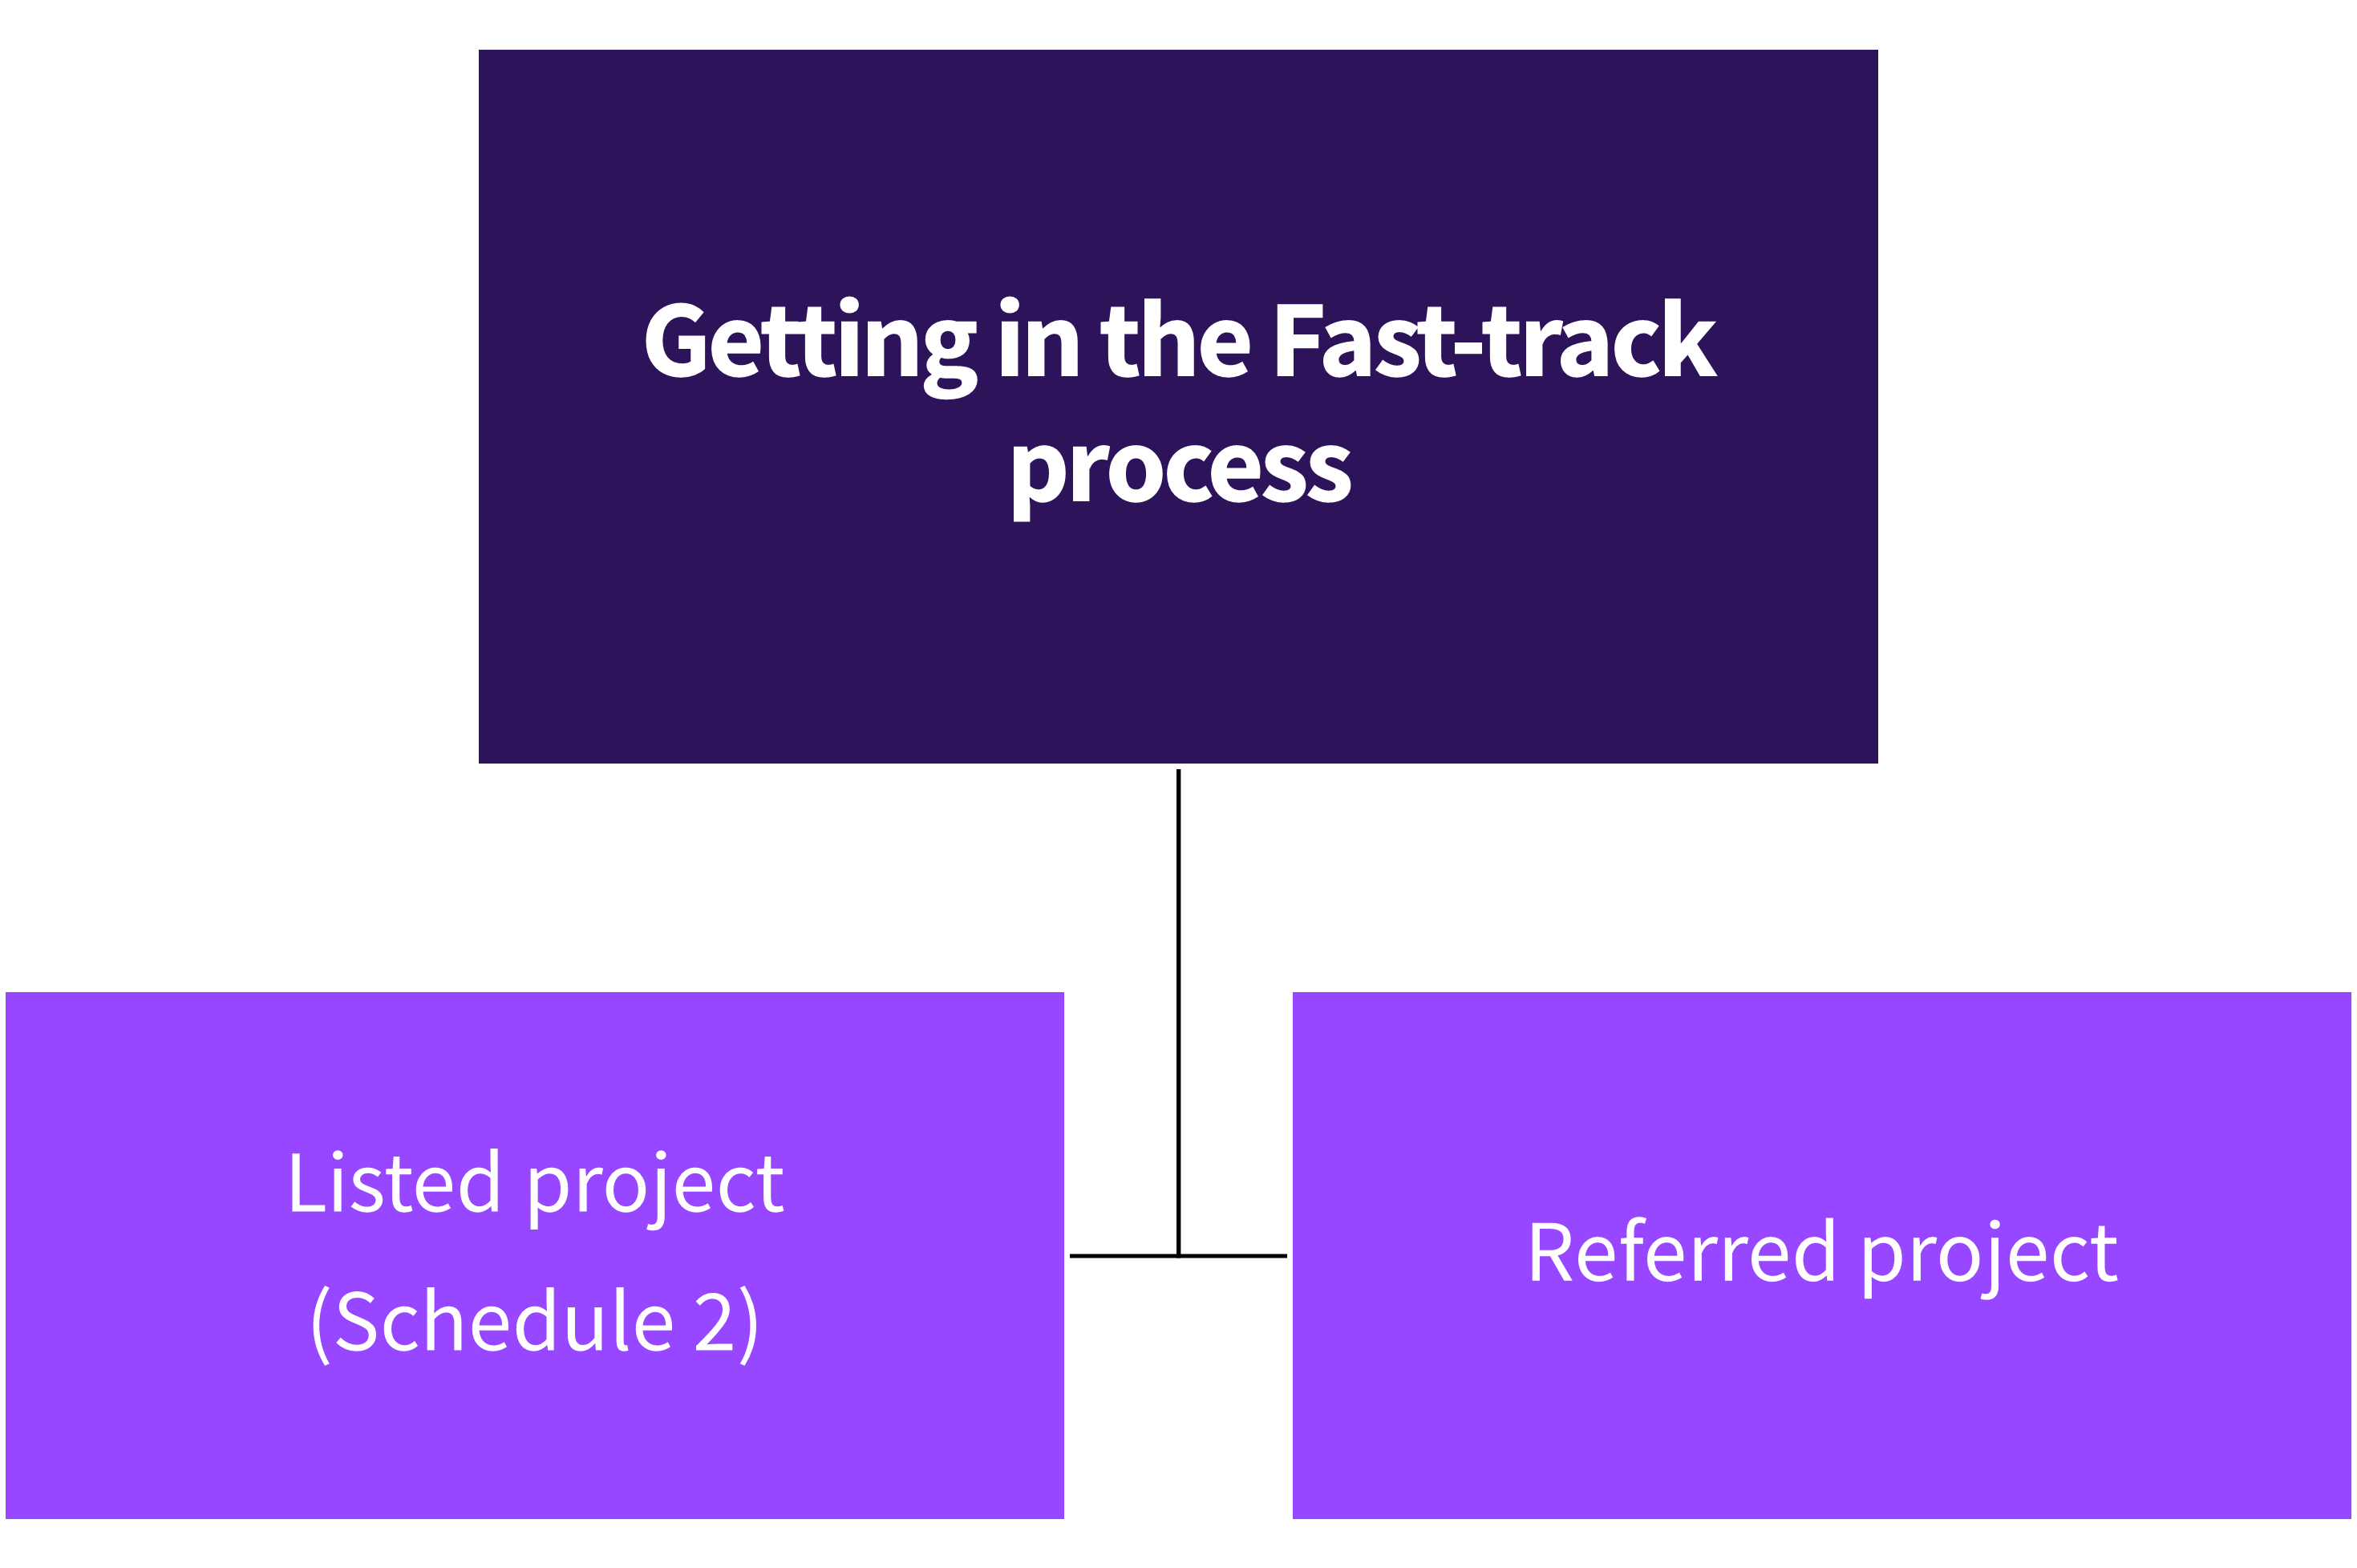 Getting in the Fast-track
process
Listed project
(Schedule 2)
Referred project